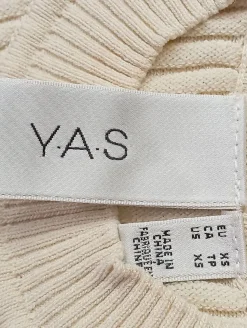 Y.A.S
EU XS
CA TP
US XS
MADE IN
CHINA
FABRIQUÉ EN
CHINE